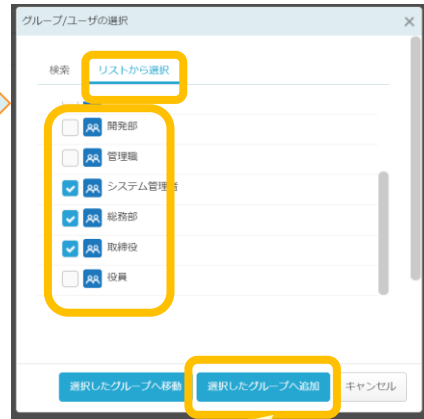 グループ/ユーザの選択
検索 リストから選択
開発部
管理職
システム管理者
総務部
取締役
役員
選択したグループへ移動 選択したグループへ追加 キャンセル